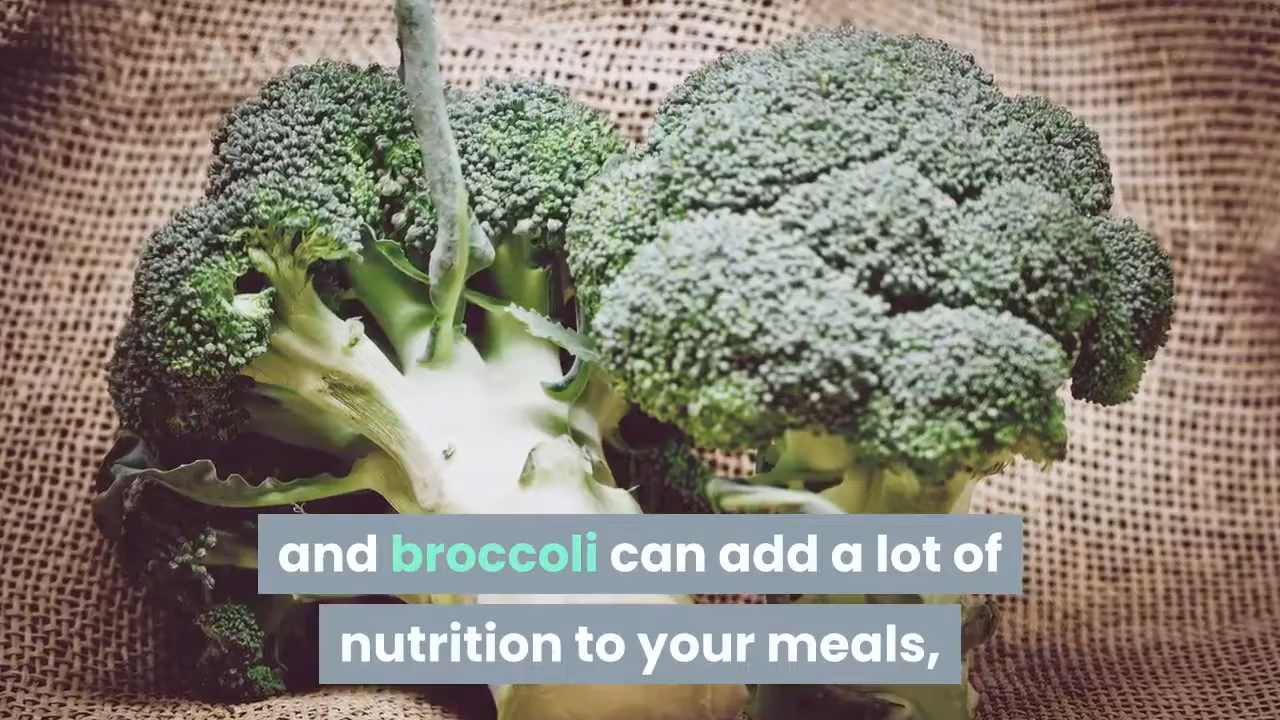 and broccoli can add a lot of
nutrition to your meals,